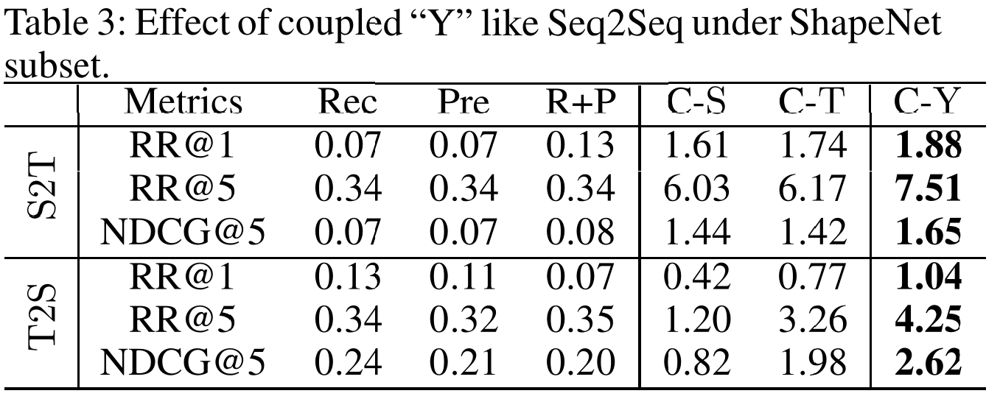 Table 3: Effect of coupled “Y” like Seq2Seq under ShapeNet
subset.
Metrics Rec Pre R+P C-S C-T C-Y
S2T
RR@1 0.07 0.07 0.13 1.61 1.74 1.88
RR@5 0.34 0.34 0.34 6.03 6.17 7.51
NDCG@5 0.07 0.07 0.08 1.44 1.42 1.65
T2S
RR@1 0.13 0.11 0.07 0.42 0.77 1.04
RR@5 0.34 0.32 0.35 1.20 3.26 4.25
NDCG@5 0.24 0.21 0.20 0.82 1.98 2.62